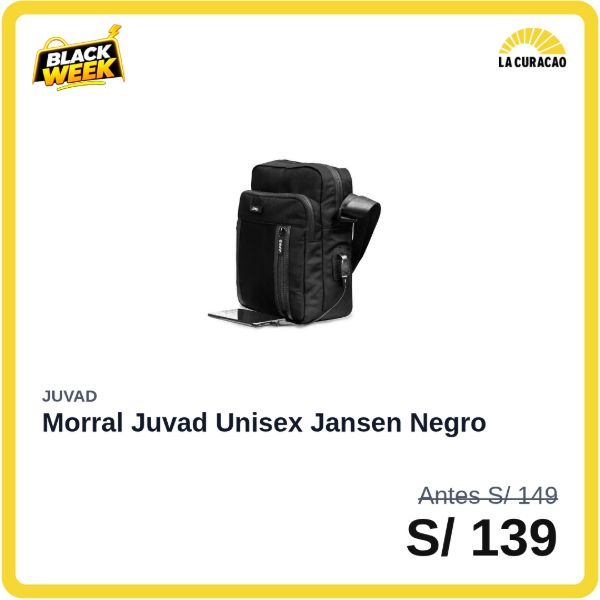 BLACK
WEEK
LA CURACAO
JUVAD
Morral Juvad Unisex Jansen Negro
Antes S/ 149
S/ 139